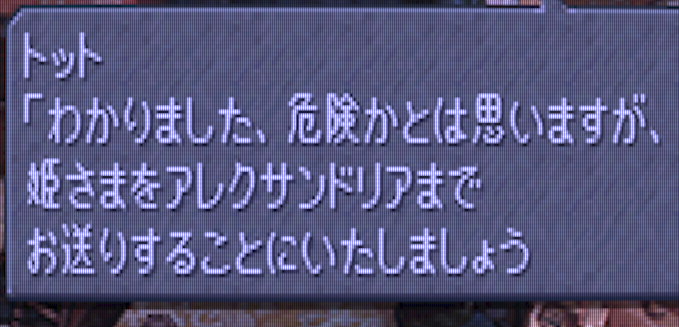 トット
「わかりました、危険かとは思いますが、
姫さまをアレクサンドリアまで
お送りすることにいたしましょう